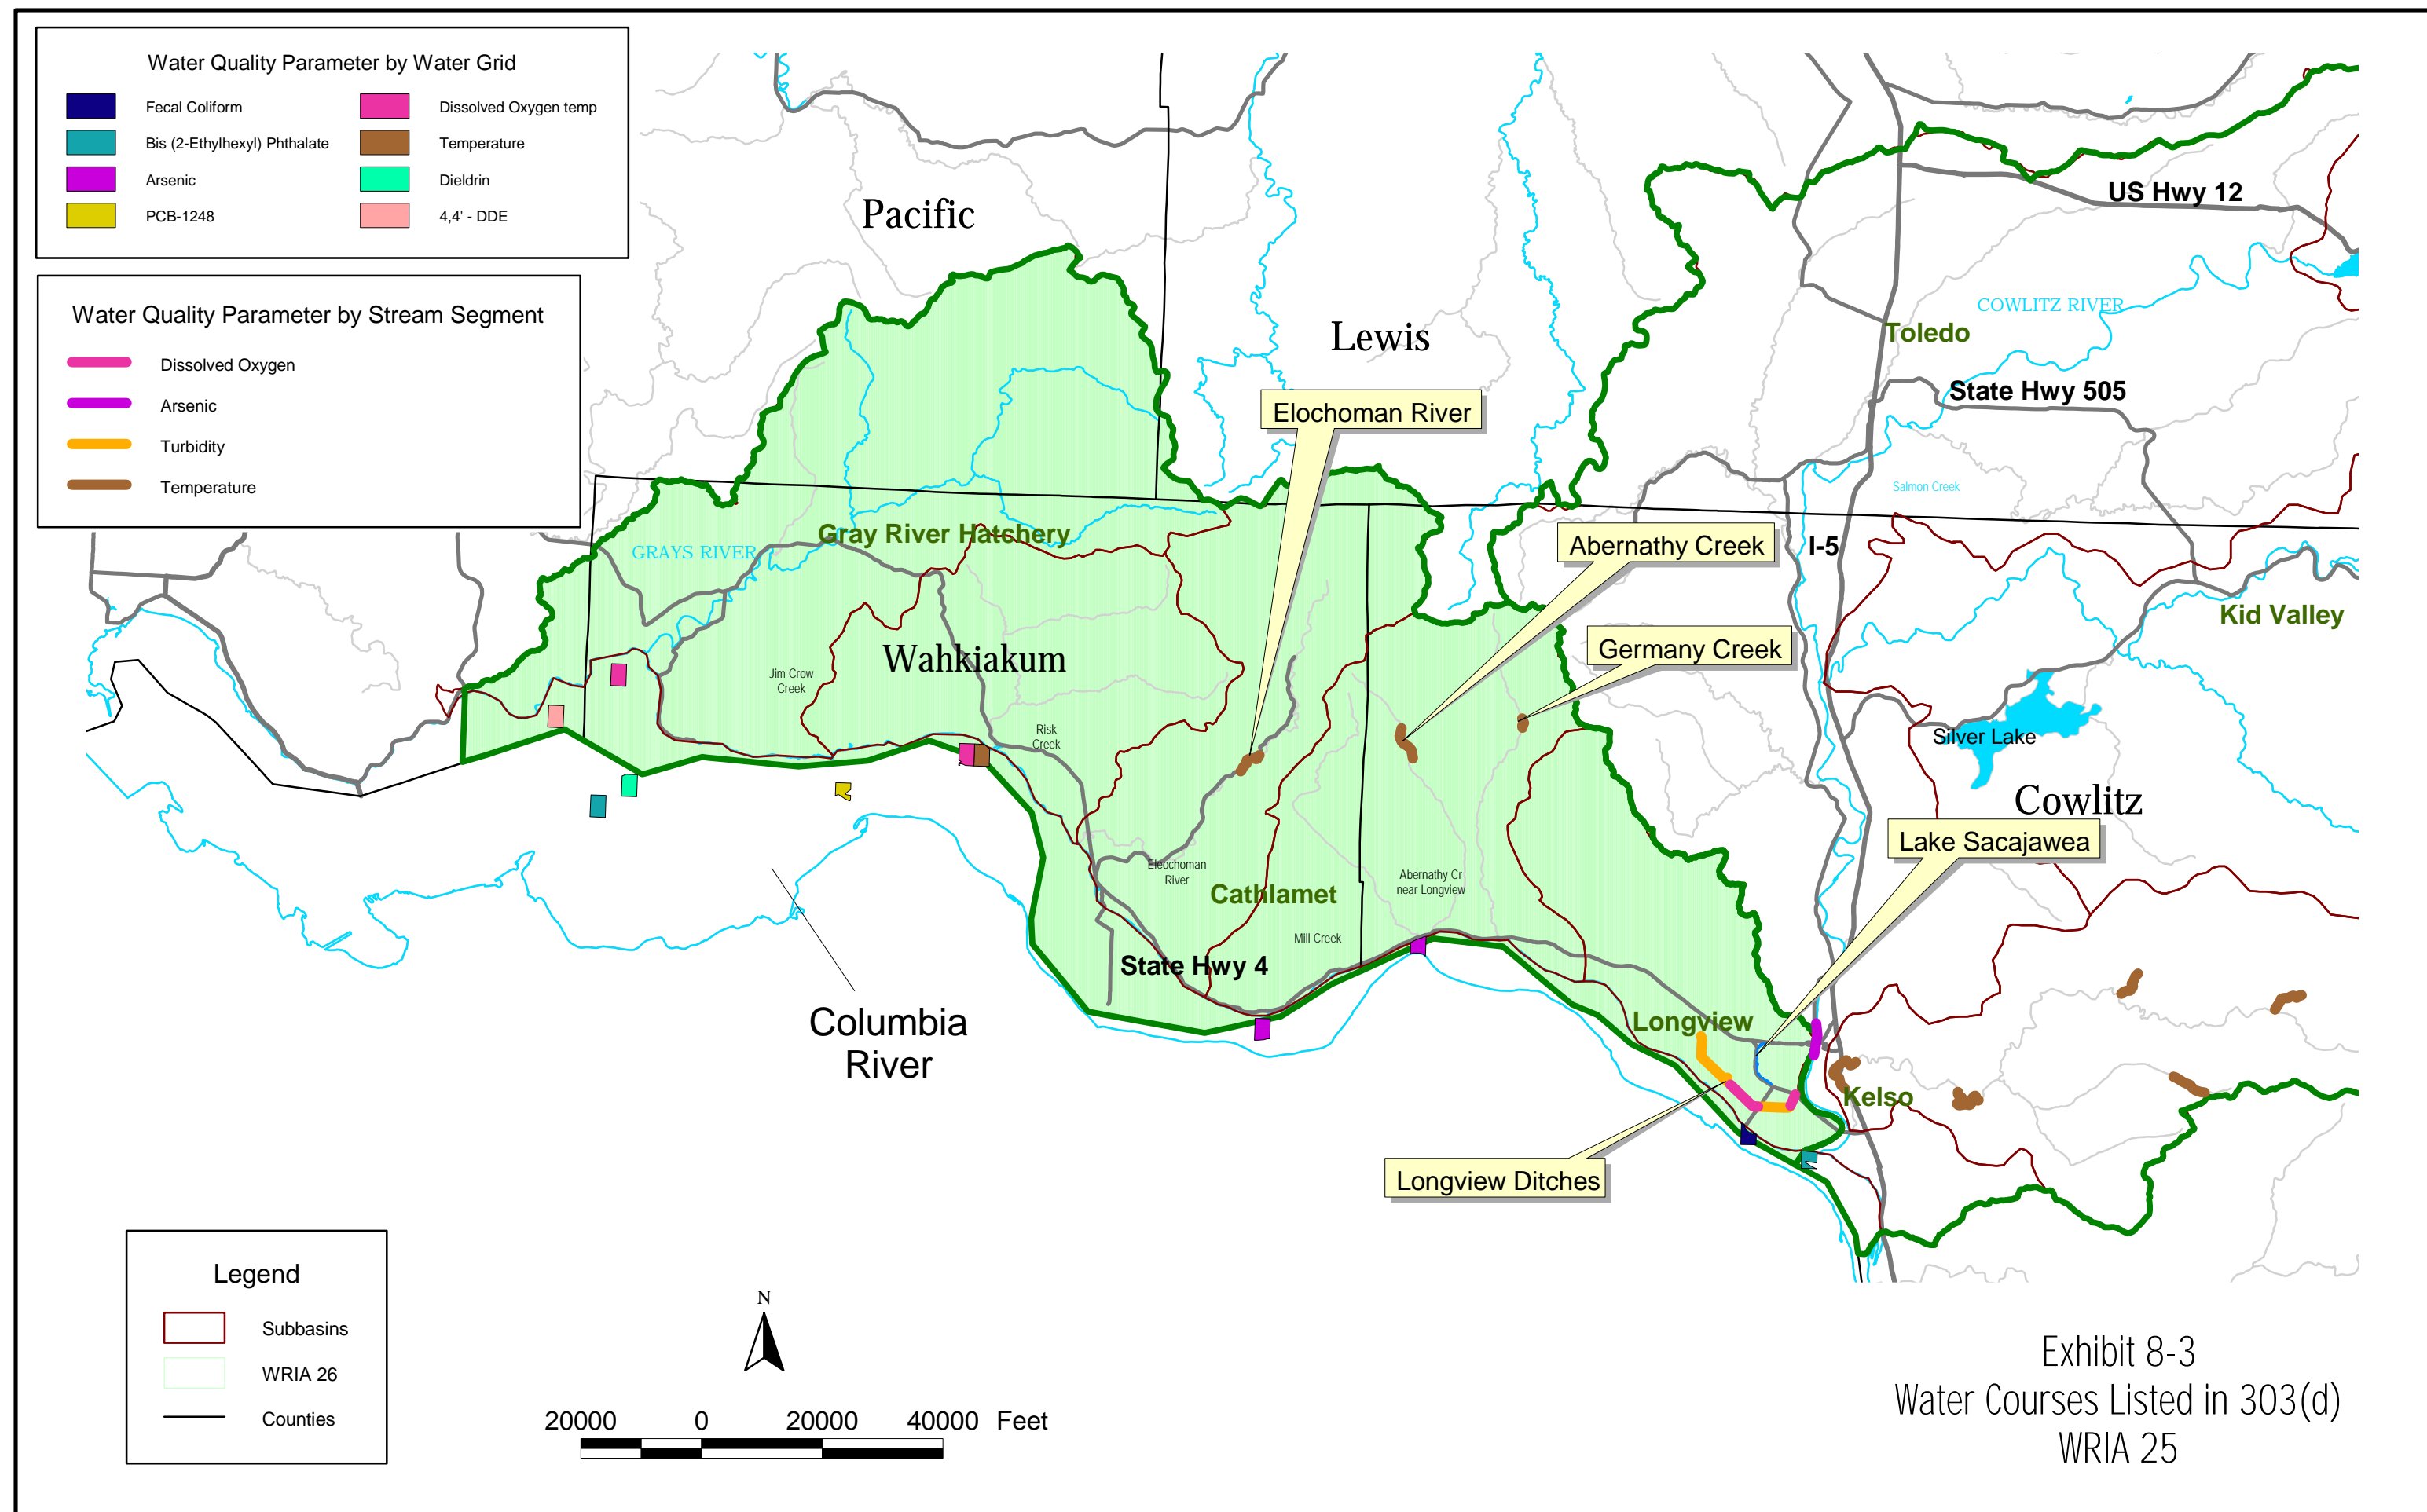 Water Quality Parameter by Water Grid
Fecal Coliform
Dissolved Oxygen temp
Bis (2-Ethylhexyl) Phthalate
Temperature
Arsenic
Dieldrin
PCB-1248
4,4' - DDE
Water Quality Parameter by Stream Segment
Dissolved Oxygen
Arsenic
Turbidity
Temperature
Pacific
US Hwy 12
COWLITZ RIVER
Toledo
Lewis
State Hwy 505
Elochoman River
Salmon Creek
Gray River Hatchery
GRAYS RIVER
Abernathy Creek
I-5
Kid Valley
Germany Creek
Wahkiakum
Jim Crow
Creek
Risk
Creek
Silver Lake
Cowlitz
Lake Sacajawea
Eleochoman
River
Abernathy Cr
near Longview
Cathlamet
Mill Creek
State Hwy 4
Columbia
River
Longview
Kelso
Longview Ditches
Legend
Subbasins
WRIA 26
Counties
N
20000 0 20000 40000 Feet
Exhibit 8-3
Water Courses Listed in 303(d)
WRIA 25